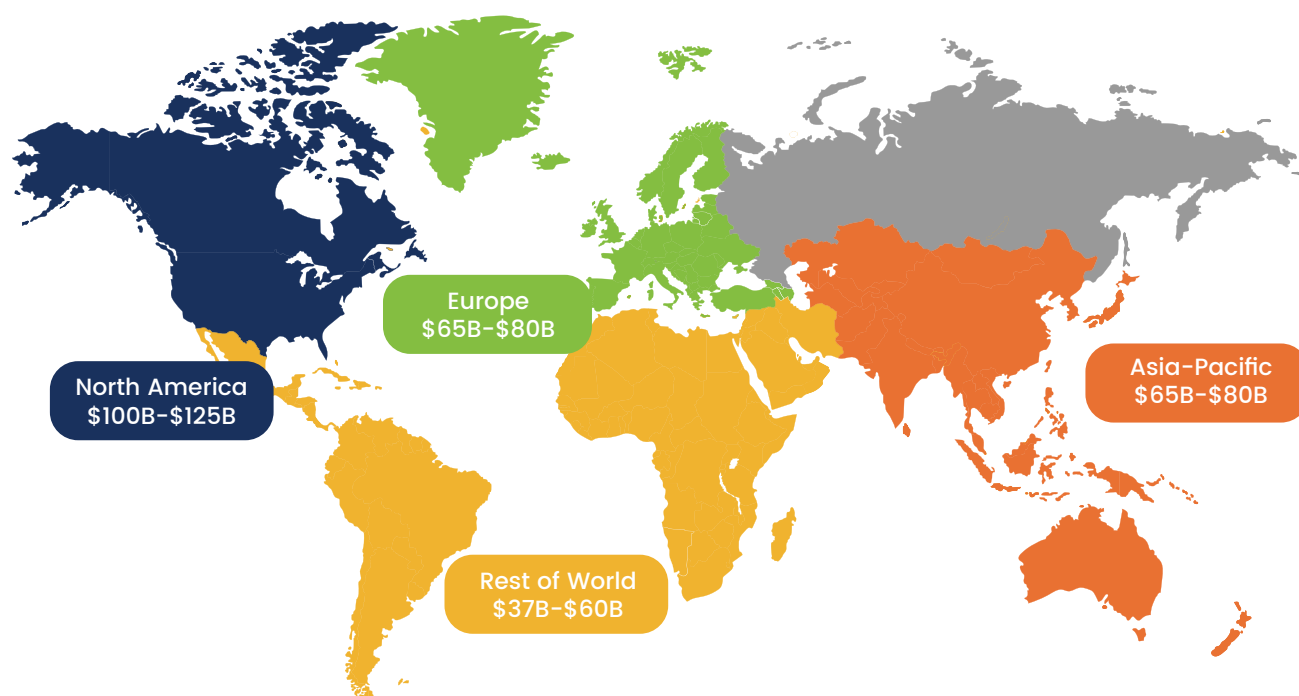 Europe
$65B-$80B
North America
$100B-$125B
Asia-Pacific
$65B-$80B
Rest of World
$37B-$60B